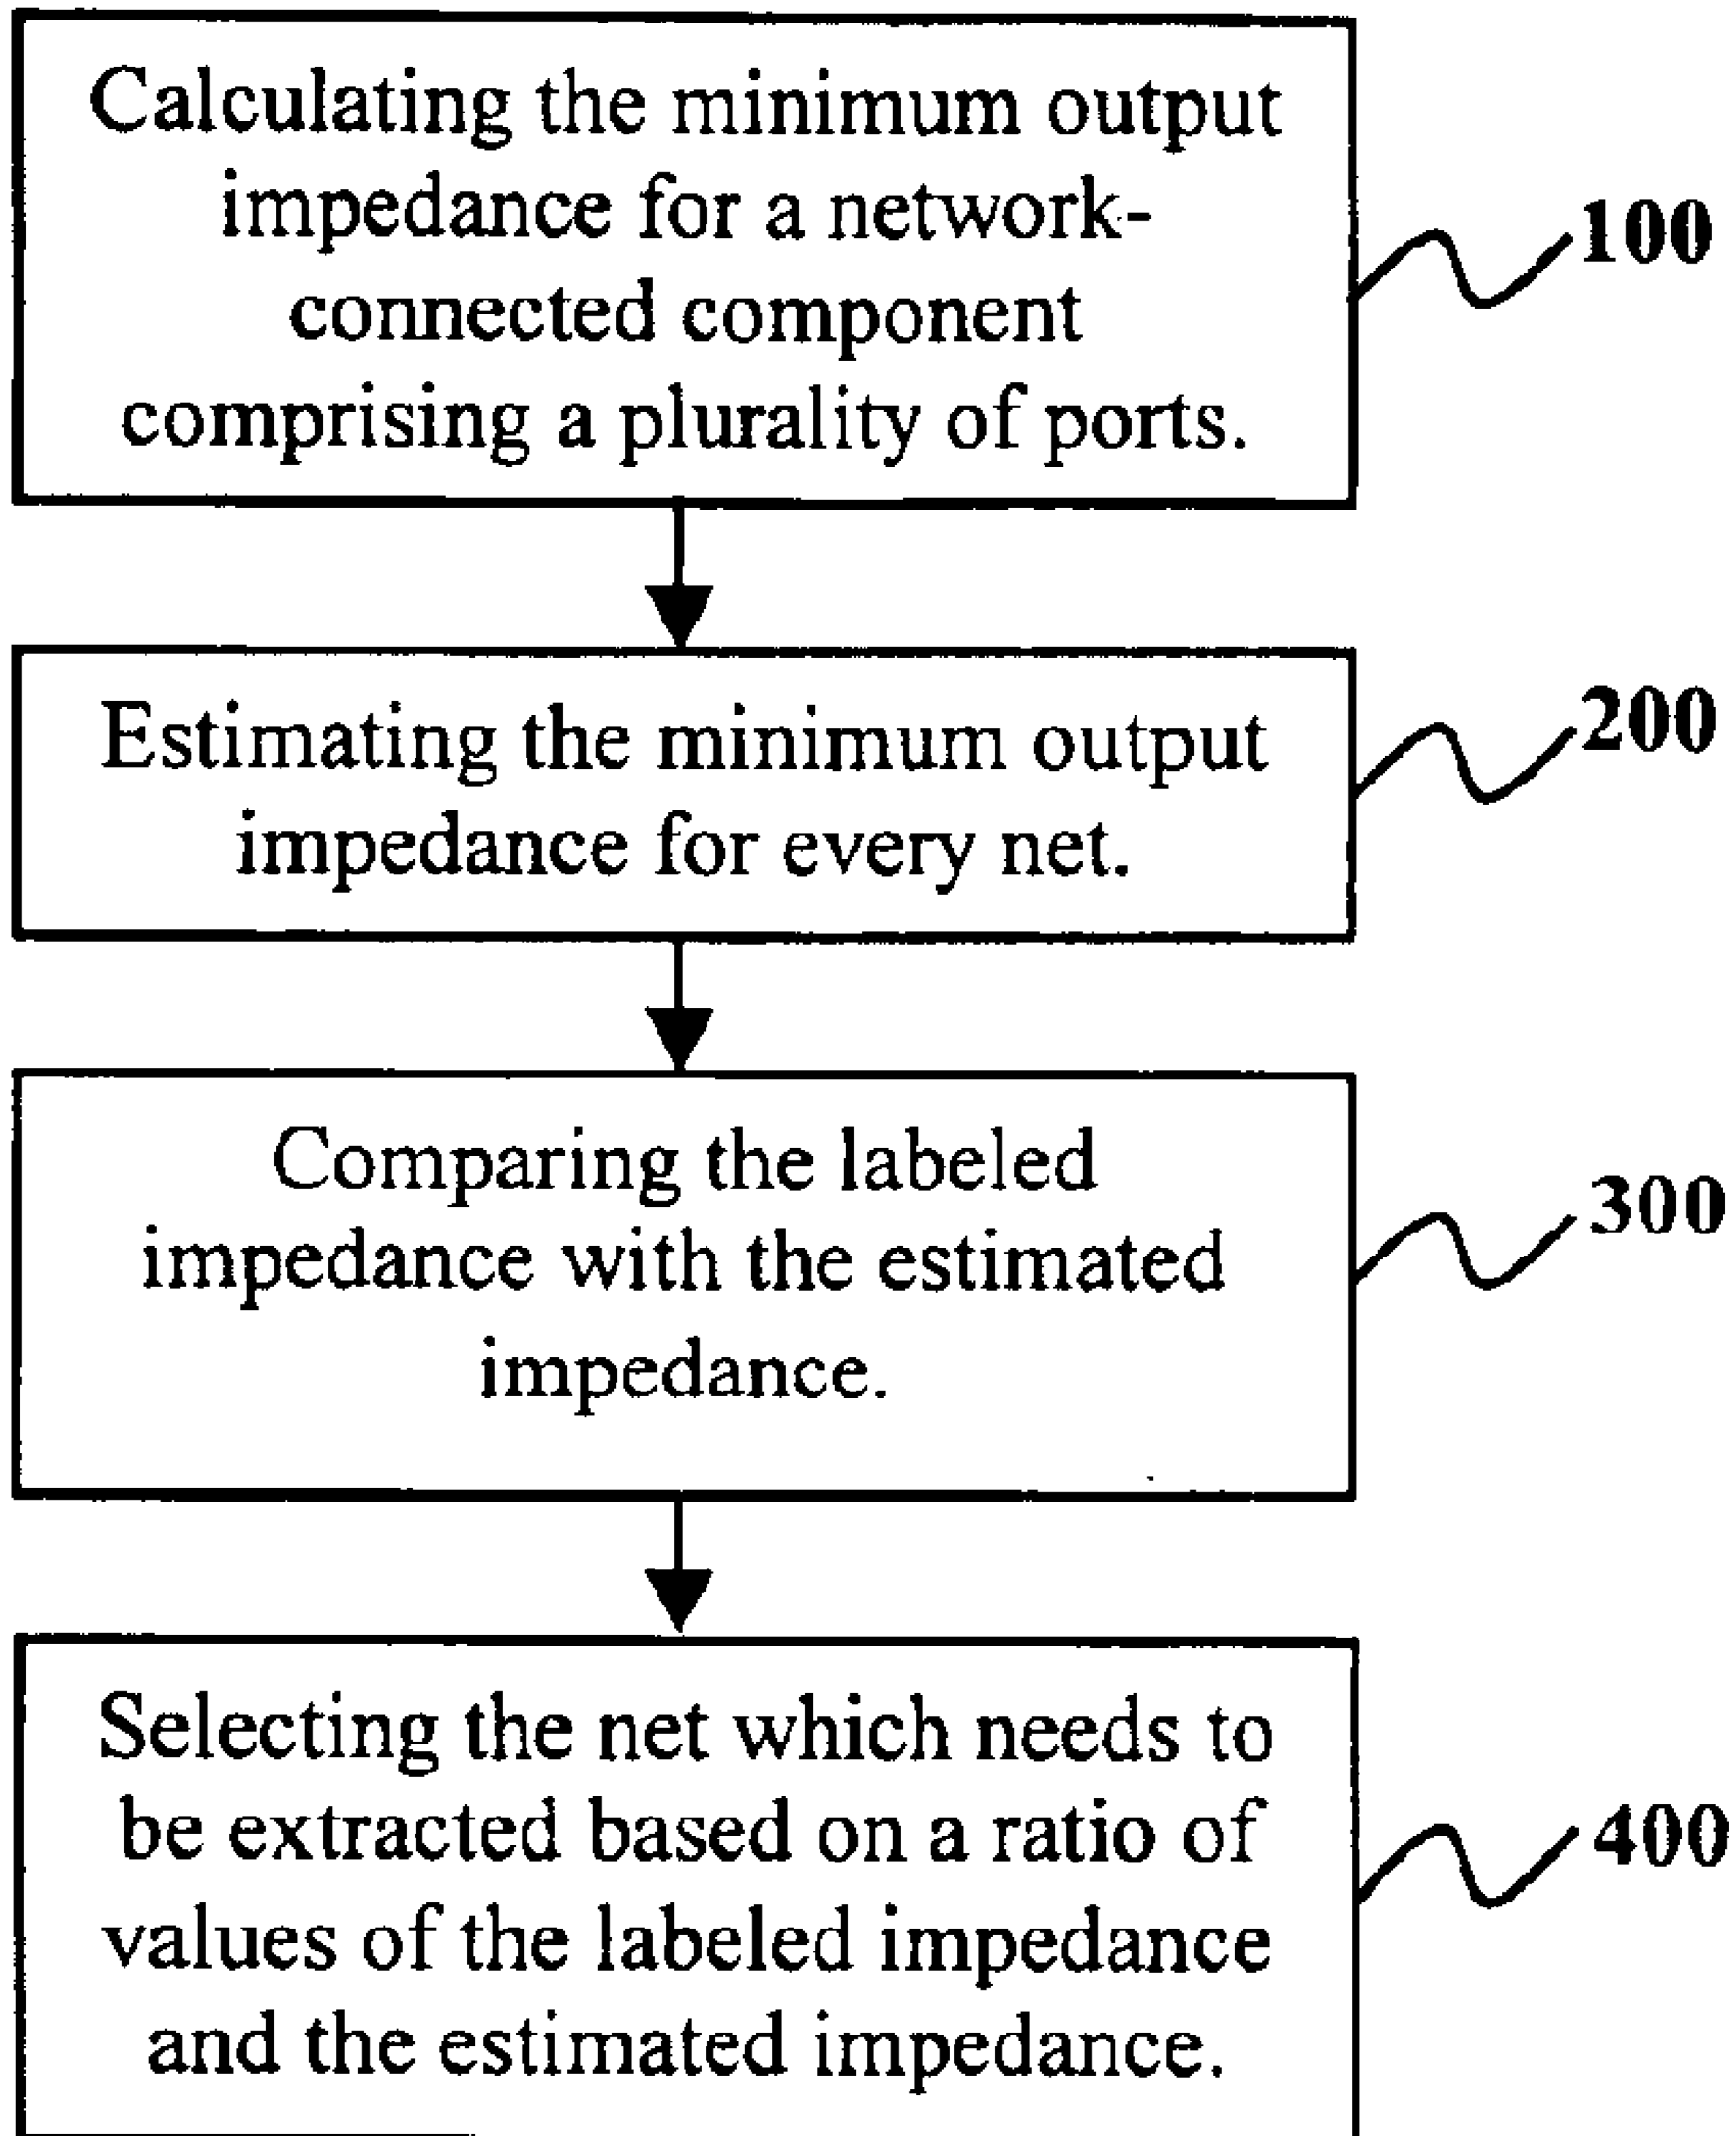 Calculating the minimum output
impedance for a network-
connected component
comprising a plurality of ports.
100
Estimating the minimum output
impedance for every net.
200
Comparing the labeled
impedance with the estimated
impedance.
300
Selecting the net which needs to
be extracted based on a ratio of
values of the labeled impedance
and the estimated impedance.
400